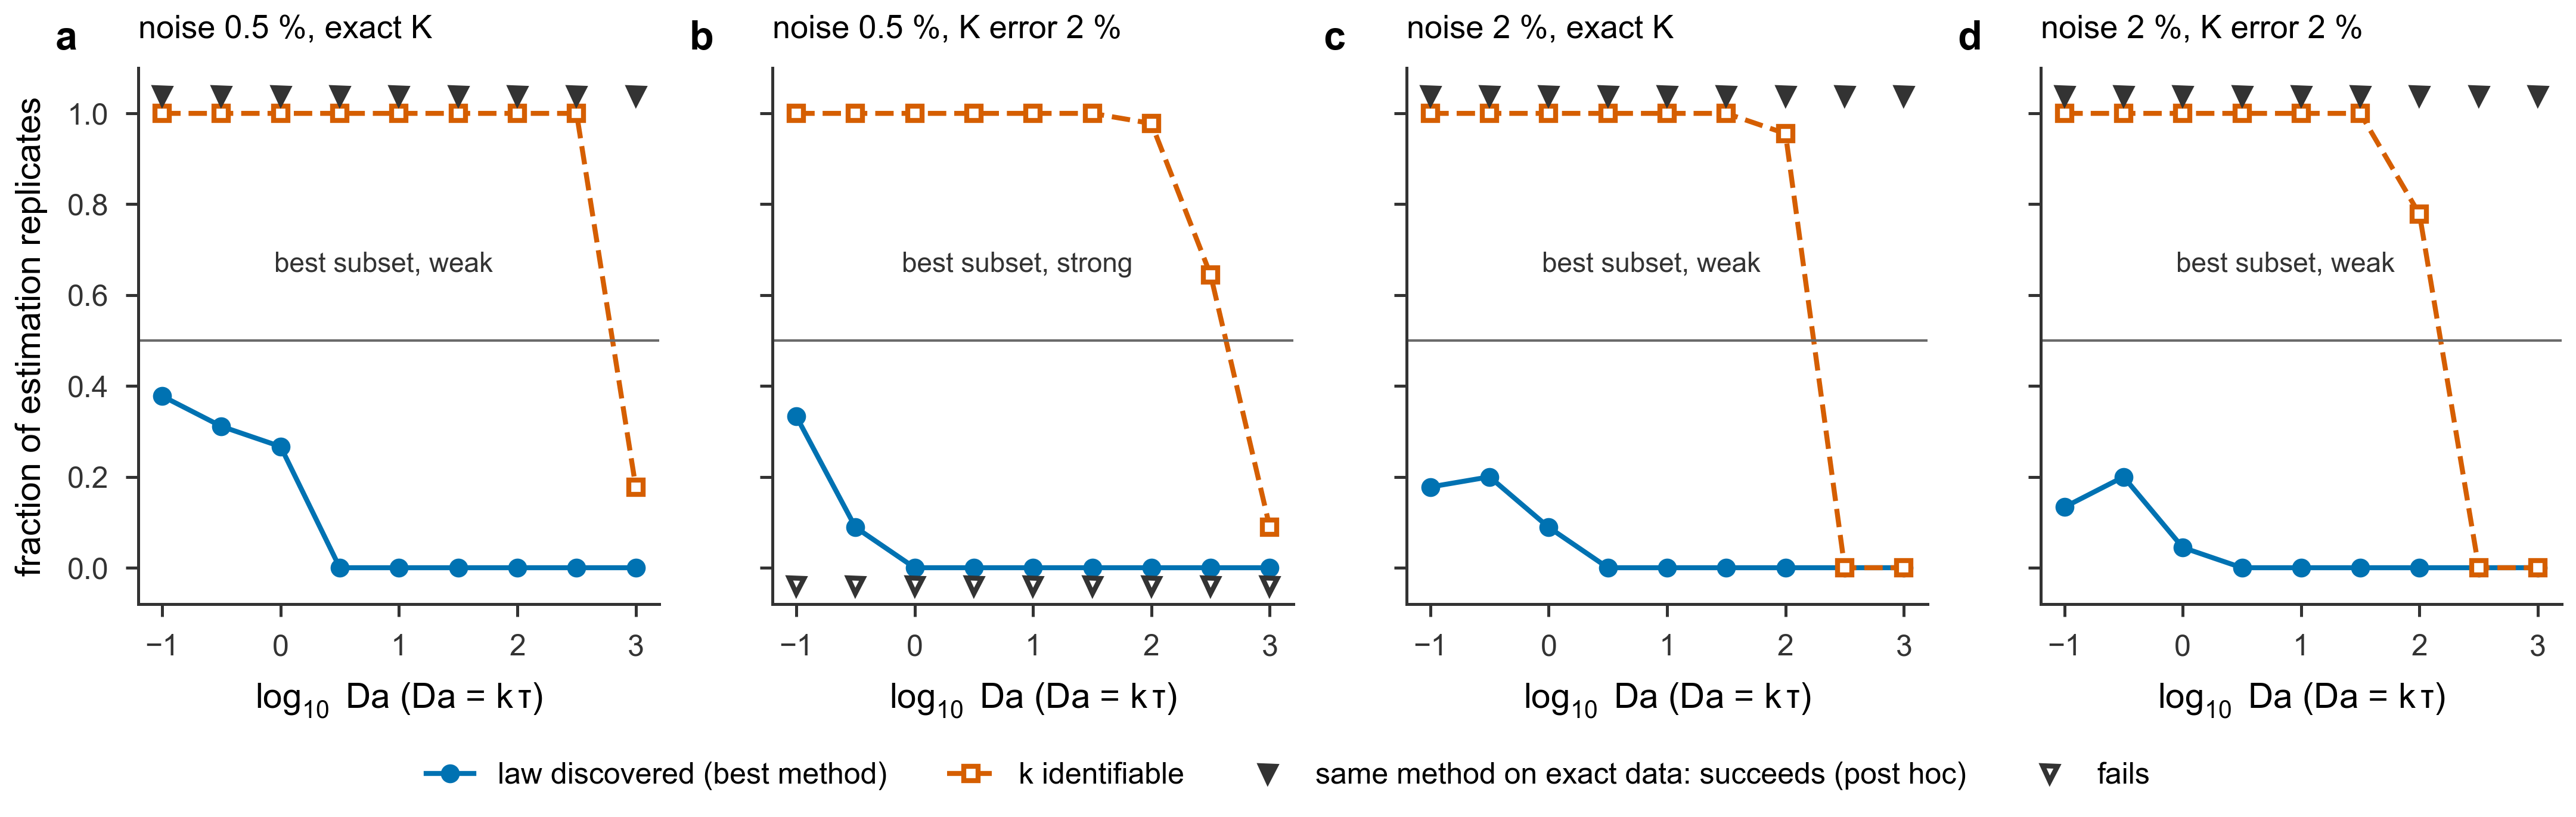 a
noise 0.5 %, exact K
b
noise 0.5 %, K error 2 %
c
noise 2 %, exact K
d
noise 2 %, K error 2 %
fraction of estimation replicates
1.0
0.8
0.6
0.4
0.2
0.0
best subset, weak
best subset, strong
best subset, weak
best subset, weak
−1 0 1 2 3
−1 0 1 2 3
−1 0 1 2 3
−1 0 1 2 3
log10 Da (Da = k τ)
log10 Da (Da = k τ)
log10 Da (Da = k τ)
log10 Da (Da = k τ)
law discovered (best method)
k identifiable
same method on exact data: succeeds (post hoc)
fails